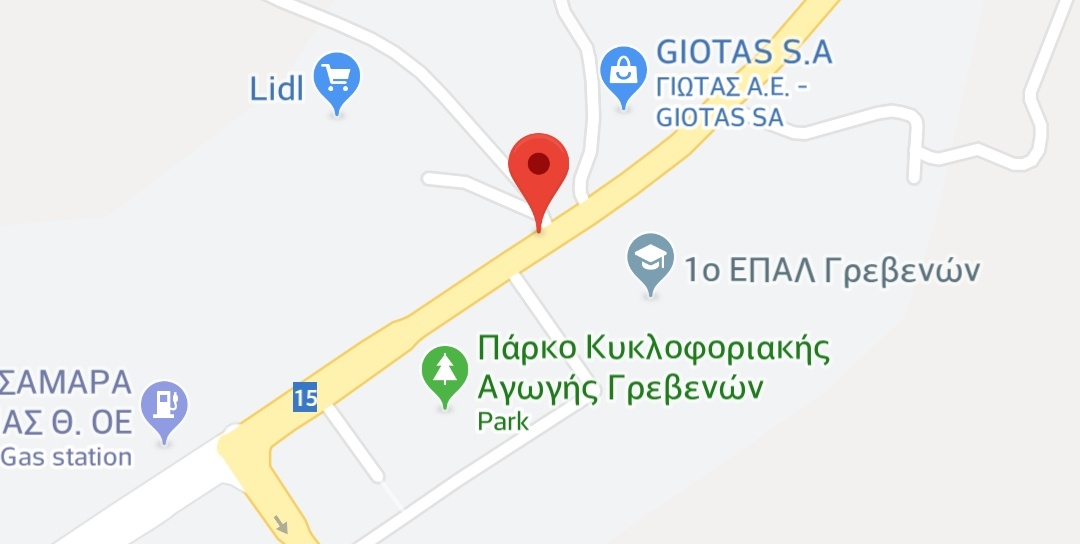 GIOTAS S.A
ΓΙΩΤΑΣ Α.Ε. -
GIOTAS SA
Lidl
1ο ΕΠΑΛ Γρεβενών
Πάρκο Κυκλοφοριακής
Αγωγής Γρεβενών
Park
ΣΑΜΑΡΑ
ΑΣ Θ. ΟΕ
Gas station
15